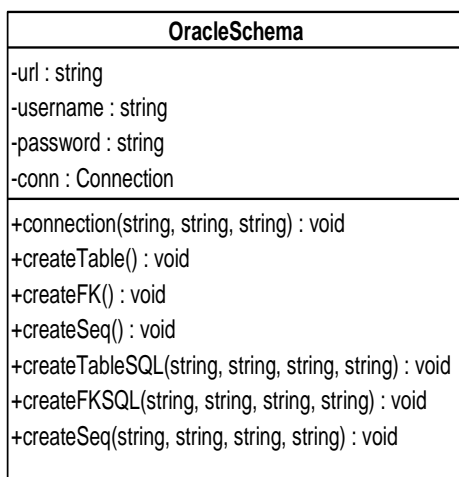 OracleSchema
-url : string
-username : string
-password : string
-conn : Connection
+connection(string, string, string) : void
+createTable() : void
+createFK() : void
+createSeq() : void
+createTableSQL(string, string, string, string) : void
+createFKSQL(string, string, string, string) : void
+createSeq(string, string, string, string) : void